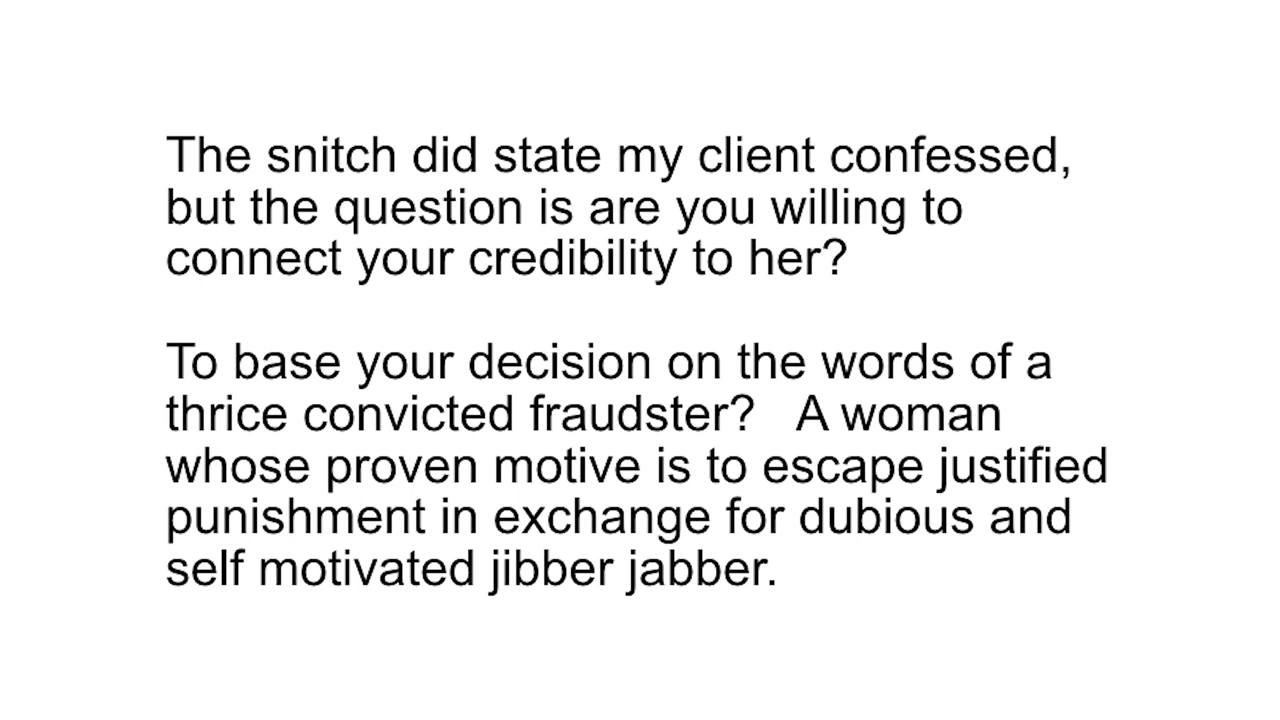 The snitch did state my client confessed,
but the question is are you willing to
connect your credibility to her?
To base your decision on the words of a
thrice convicted fraudster?   A woman
whose proven motive is to escape justified
punishment in exchange for dubious and
self motivated jibber jabber.